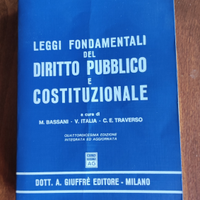 LEGGI FONDAMENTALI
DEL
DIRITTO PUBBLICO
E
COSTITUZIONALE
a cura di
M. BASSANI - V. ITALIA - C. E. TRAVERSO
QUATTORDICESIMA EDIZIONE
INTEGRATA ED AGGIORNATA
DOTT. A. GIUFFRÈ EDITORE - MILANO